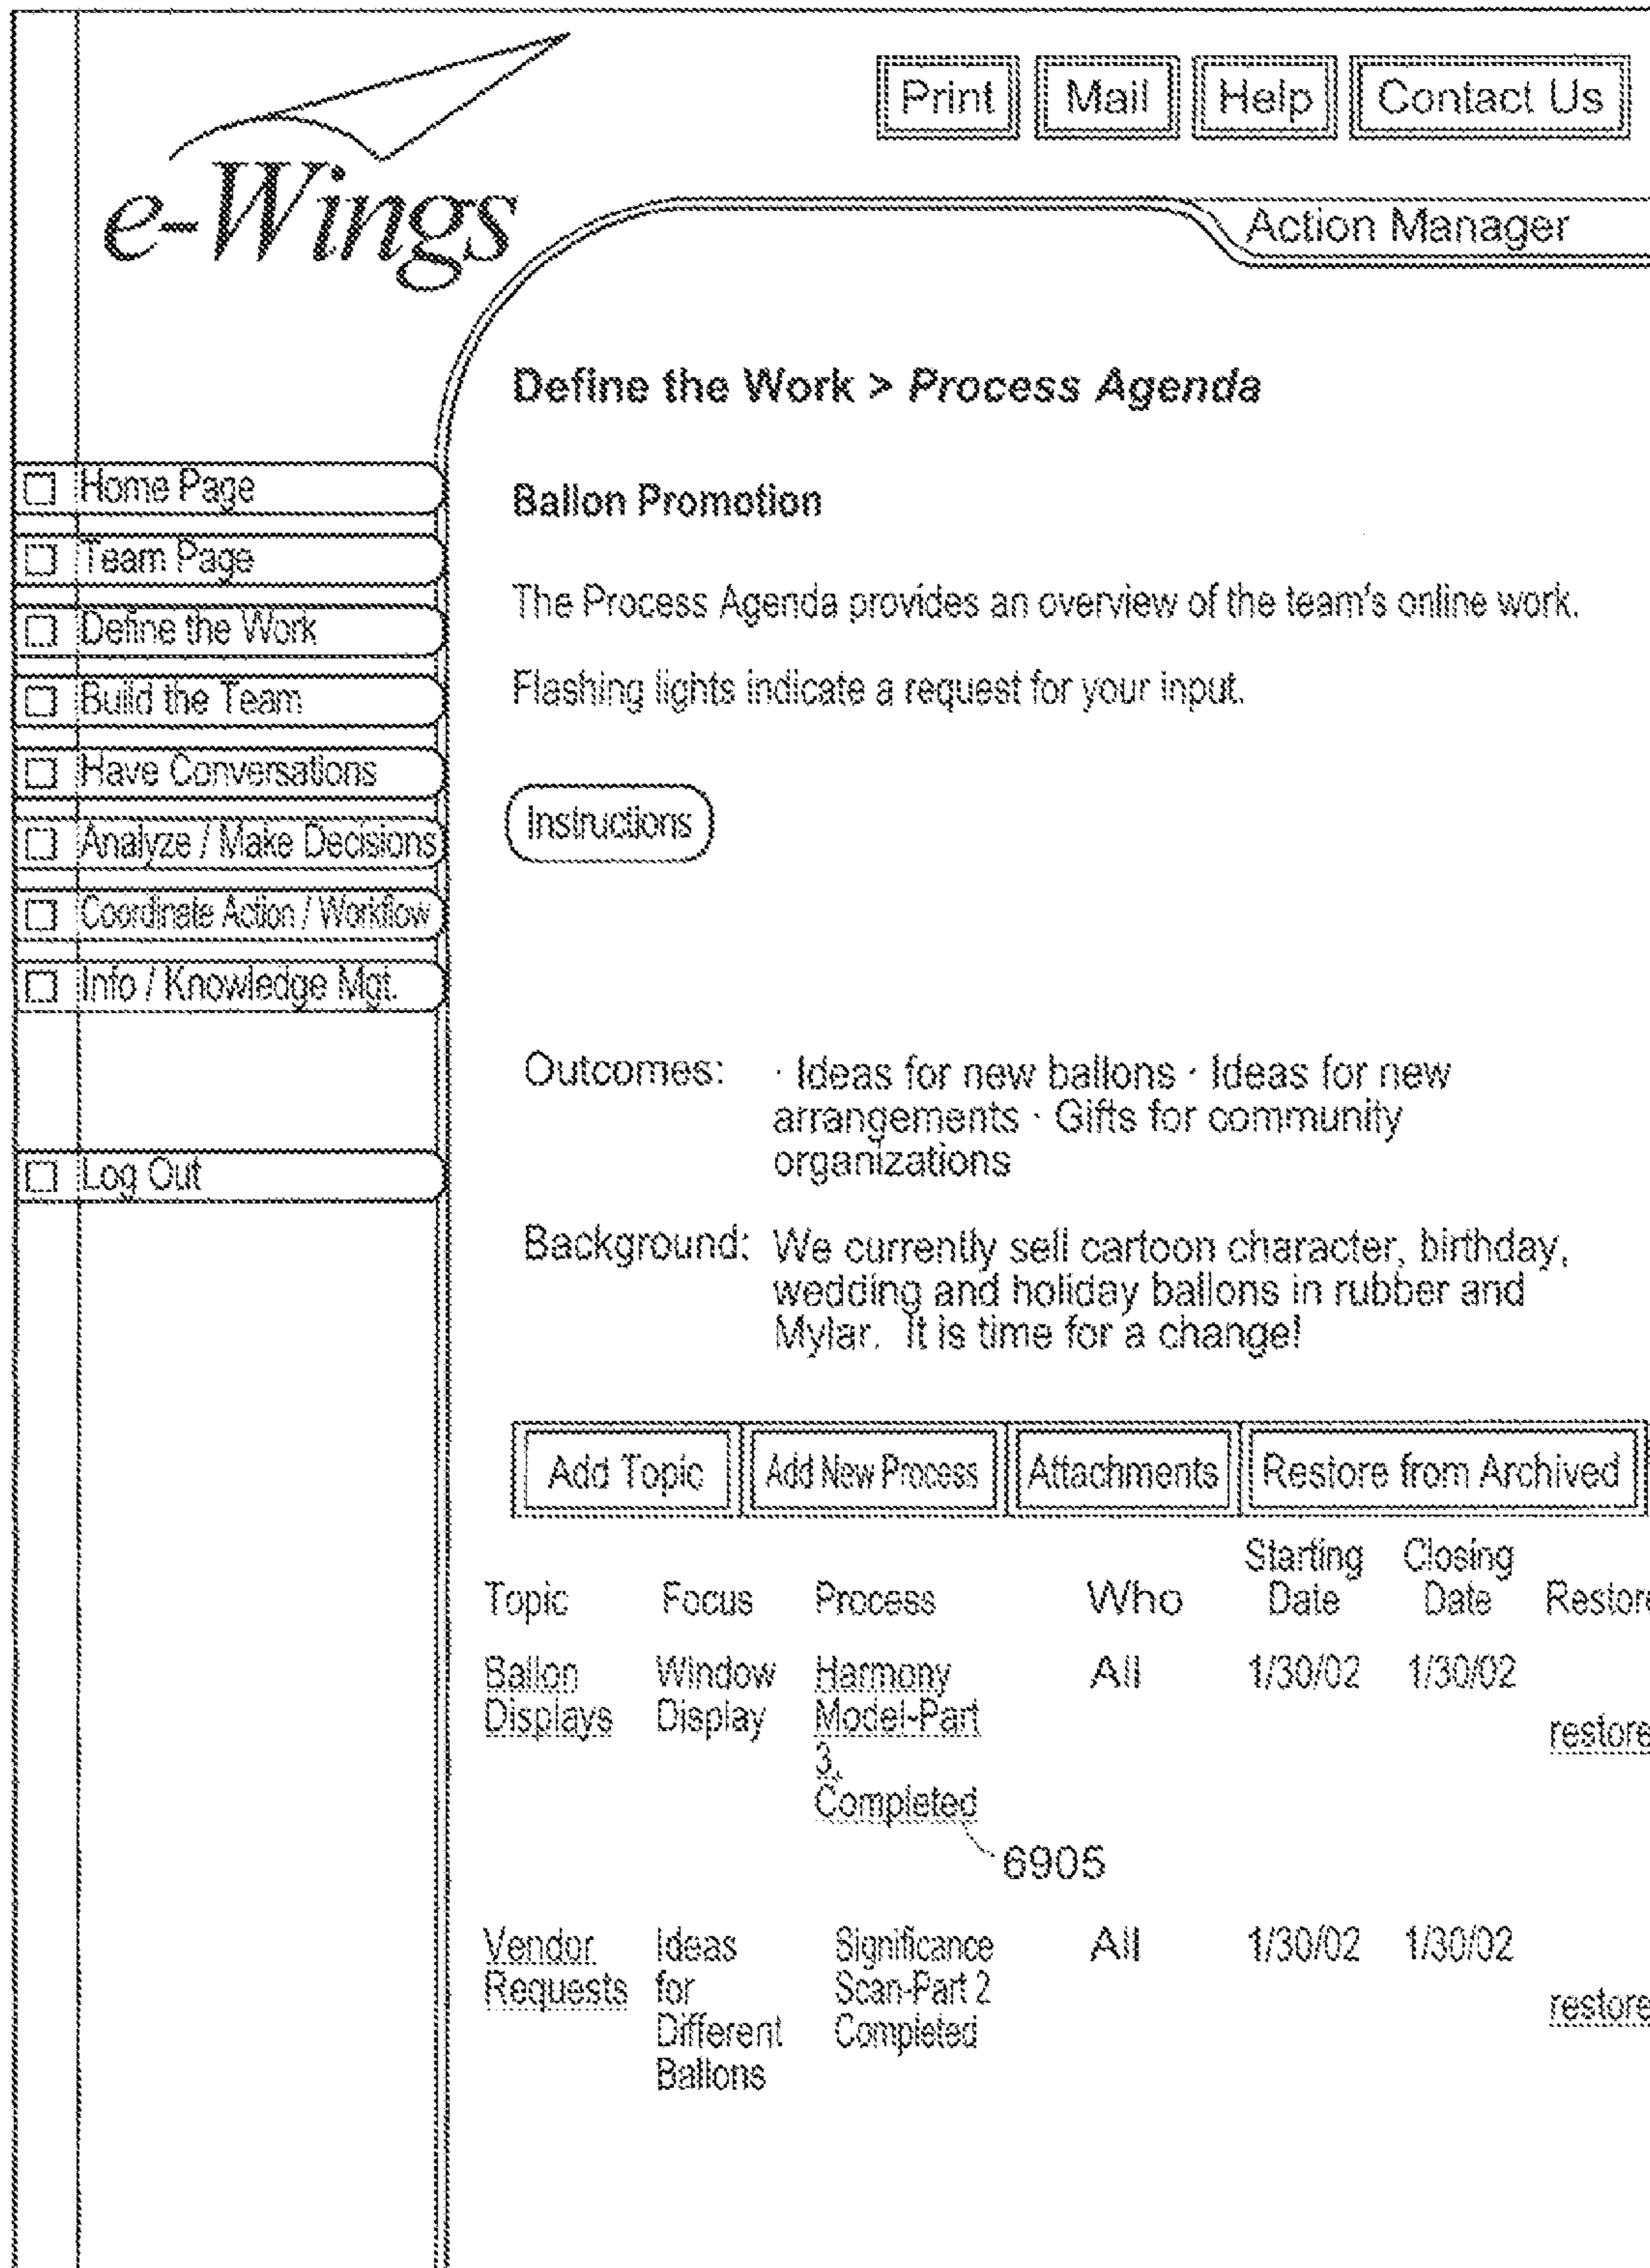 e-Wings
Print Mail Help Contact Us
Action Manager
Define the Work > Process Agenda
Home Page
Team Page
Define the Work
Build the Team
Have Conversations
Analyze / Make Decisions
Coordinate Action / Workflow
Info / Knowledge Mgt.
Log Out
Ballon Promotion
The Process Agenda provides an overview of the team's online work.
Flashing lights indicate a request for your input.
Instructions
Outcomes: · Ideas for new ballons · Ideas for new
arrangements · Gifts for community
organizations
Background: We currently sell cartoon character, birthday,
wedding and holiday ballons in rubber and
Mylar. It is time for a change!
Add Topic Add New Process Attachments Restore from Archived
Starting Closing
Topic Focus Process Who Date Date Restore
Ballon Window Harmony All 1/30/02 1/30/02
Displays Display Model-Part
restore
3,
Completed
6905
Vendor Ideas Significance All 1/30/02 1/30/02
Requests for Scan-Part 2
restore
Different Completed
Ballons